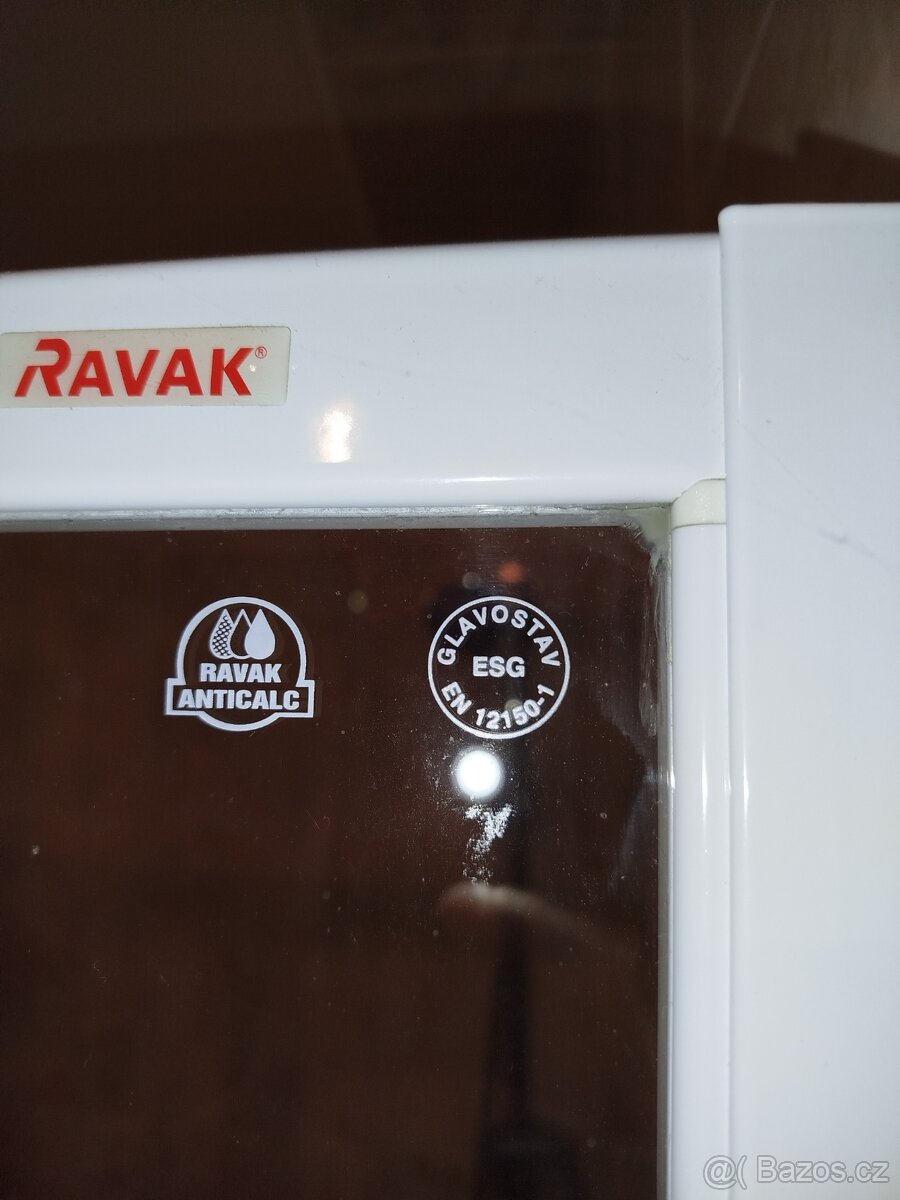 RAVAK®
RAVAK
ANTICALC
GLAVOSTAV
ESG
EN 12150-1
@( Bazos.cz